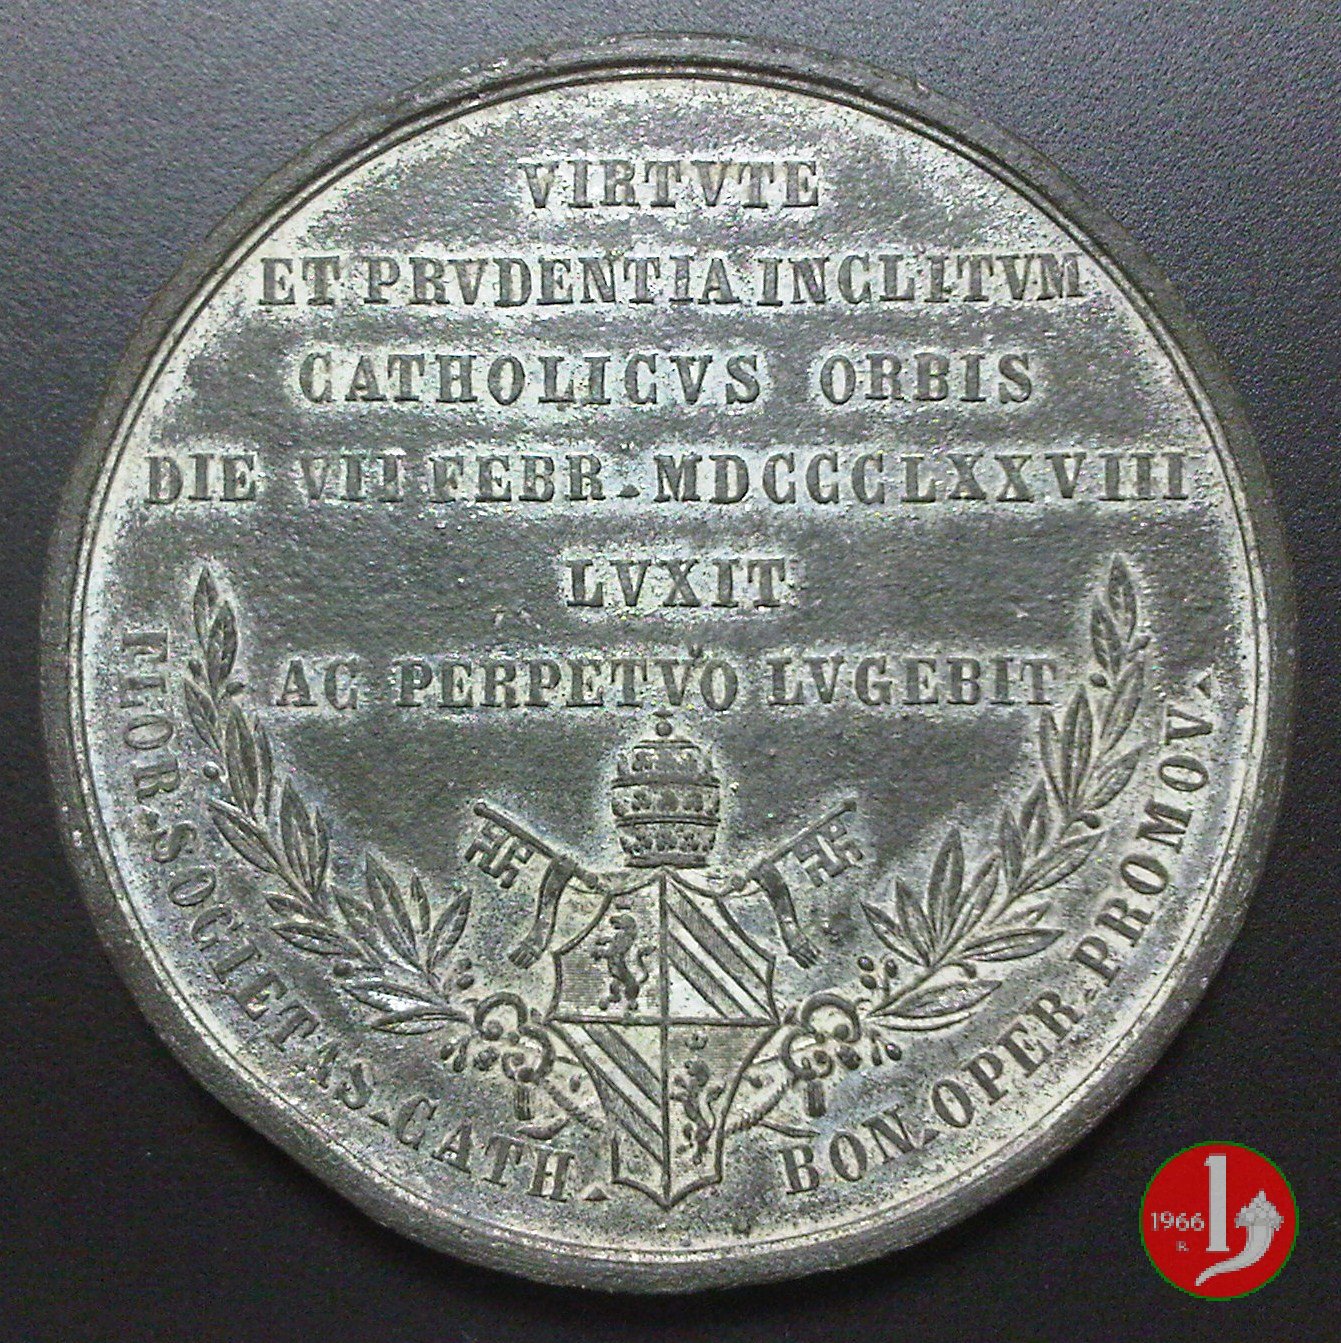 VIRTVTE
ET PRVDENTIA INCLITVM
CATHOLICVS ORBIS
DIE VII FEBR. MDCCCLXXVIII
LVXIT
AC PERPETVO LVGEBIT
FLOR. SOCIETAS. CATH. BON. OPER. PROMOV.
1966
R